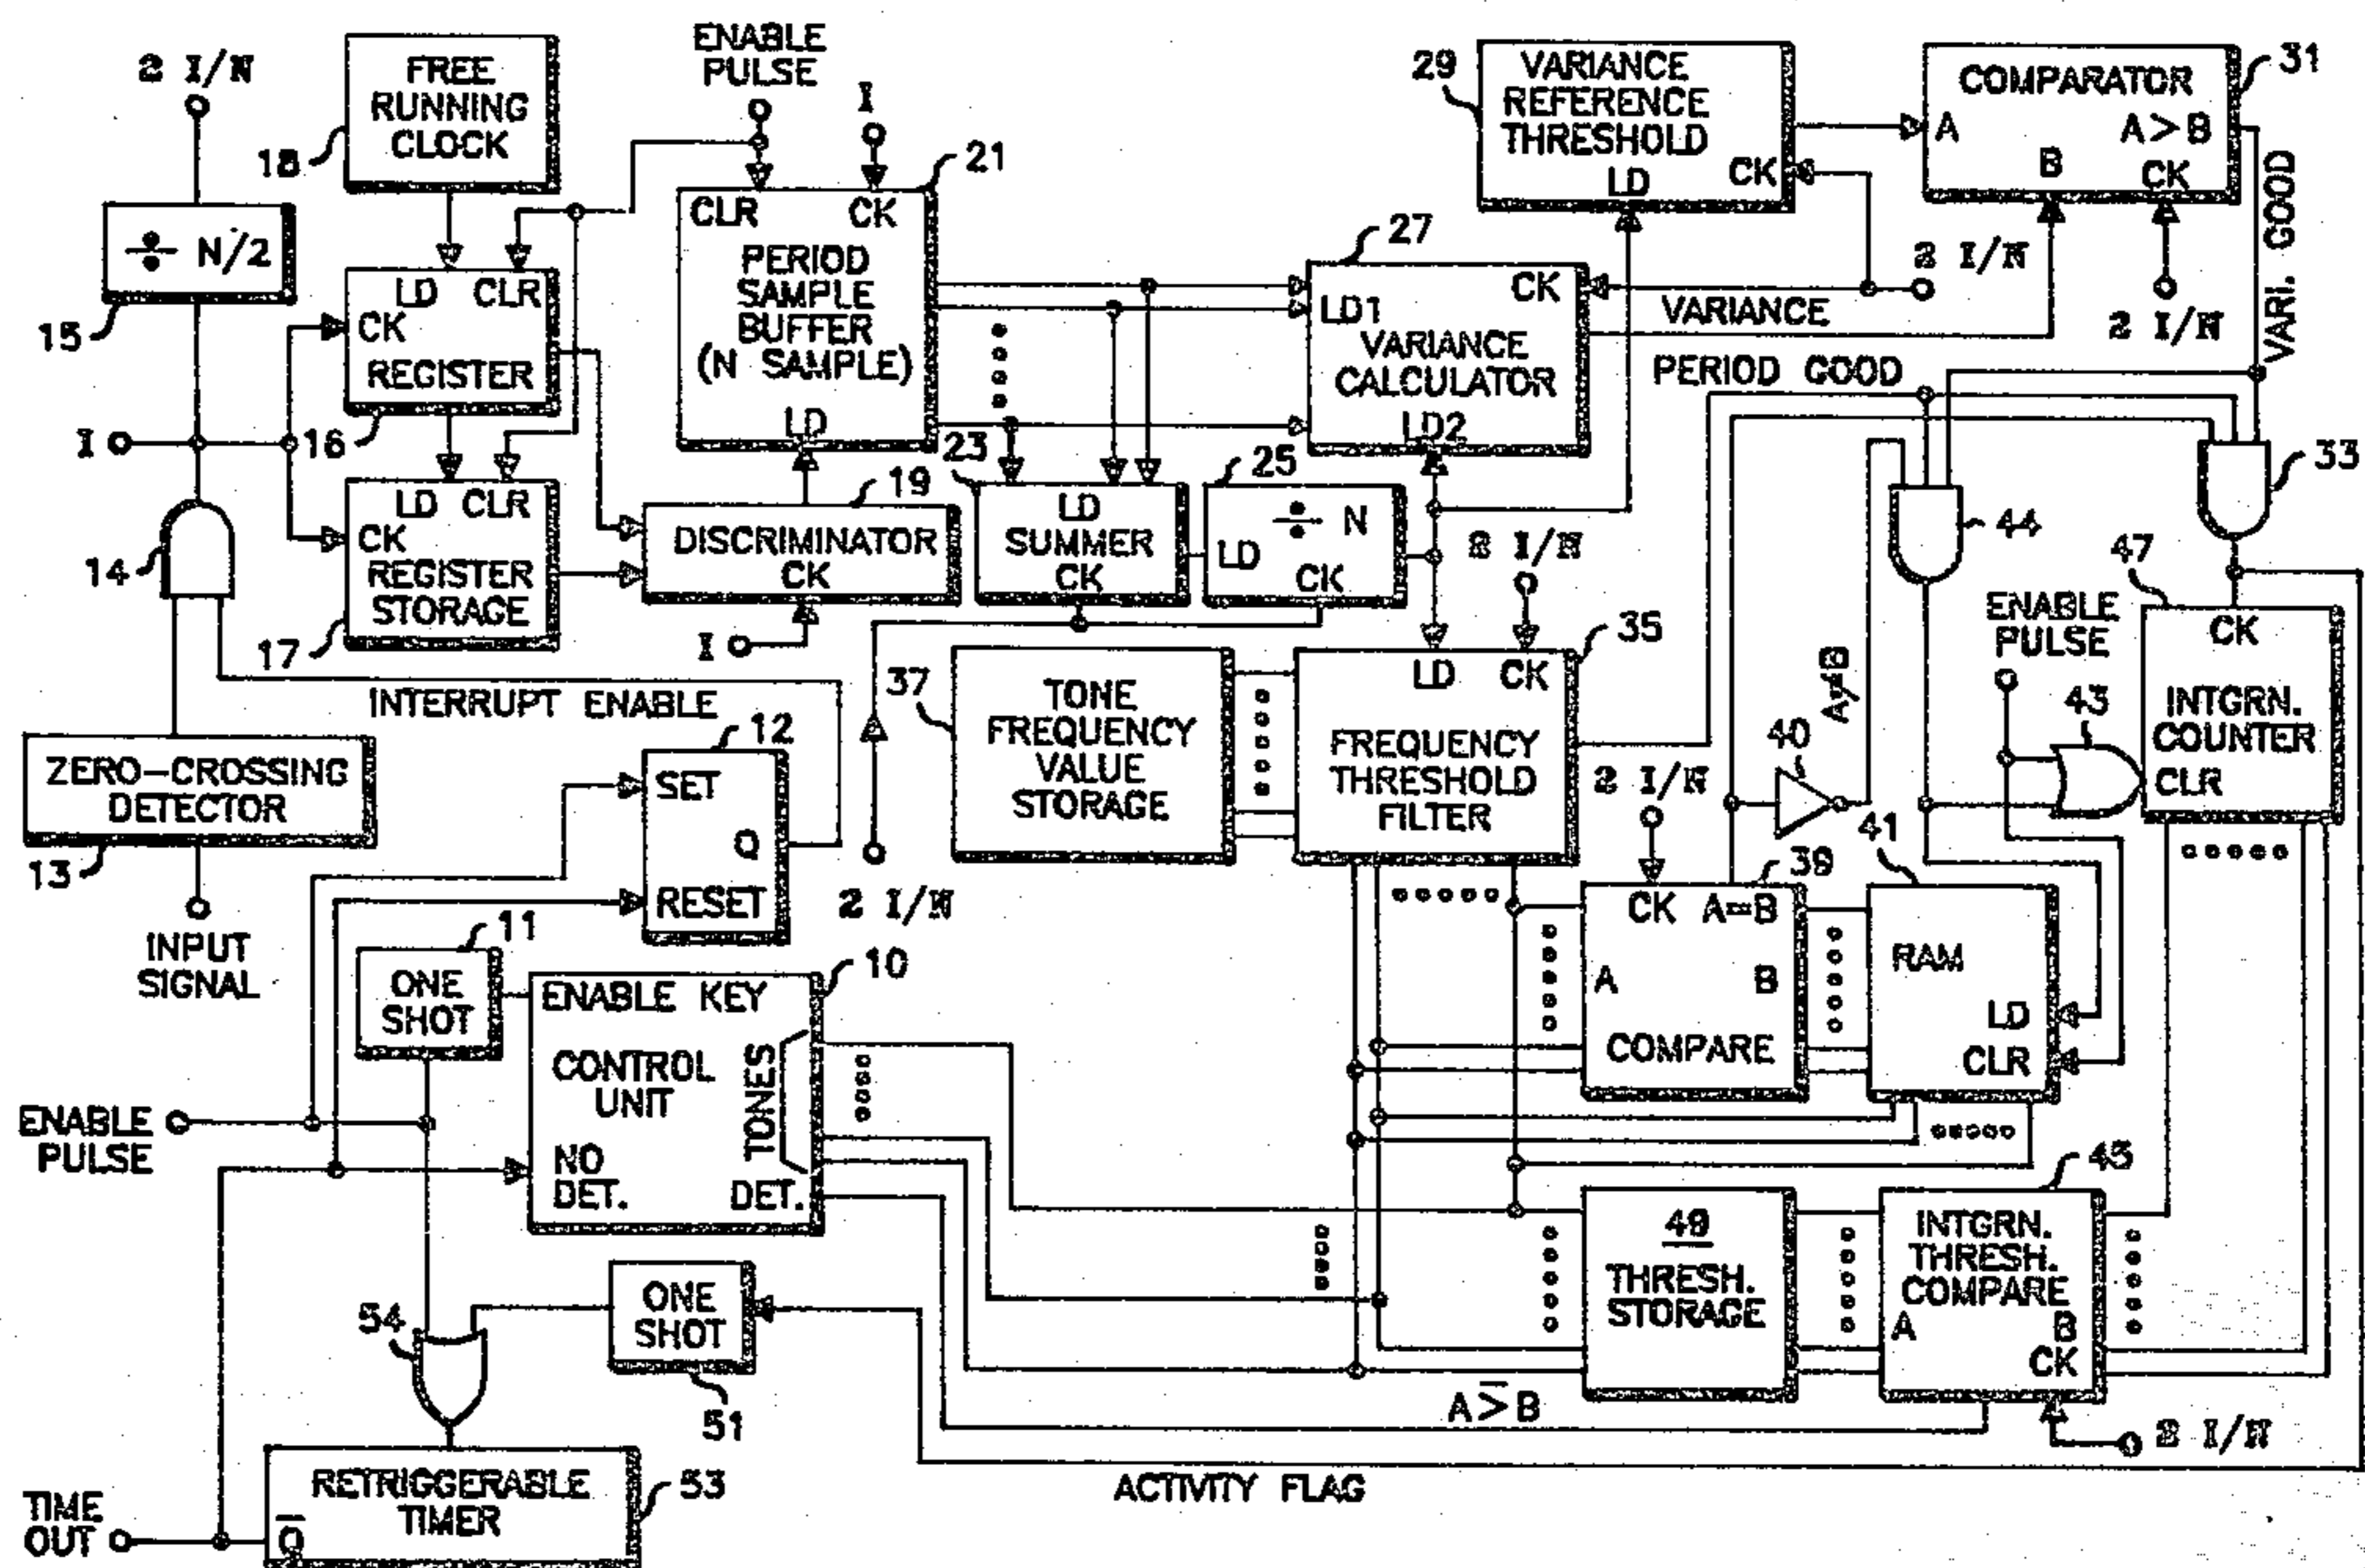 2 I/N
15
÷ N/2
I
14
ZERO-CROSSING
DETECTOR
13
INPUT
SIGNAL
FREE
RUNNING
CLOCK
18
LD CLR
CK
REGISTER
16
LD CLR
CK
REGISTER
STORAGE
17
INTERRUPT ENABLE
ENABLE
PULSE
I
21
CLR CK
PERIOD
SAMPLE
BUFFER
(N SAMPLE)
LD
19
DISCRIMINATOR
CK
I
12
SET
Q
RESET
2 I/N
23
LD
SUMMER
CK
25
÷ N
LD
CK
27
CK
LD1
VARIANCE
CALCULATOR
LD2
29
VARIANCE
REFERENCE
THRESHOLD
CK
LD
31
COMPARATOR
A A>B
B
CK
2 I/N
2 I/N
VARIANCE
VARI. GOOD
PERIOD GOOD
33
44
2 I/N
35
LD CK
FREQUENCY
THRESHOLD
FILTER
37
TONE
FREQUENCY
VALUE
STORAGE
A≠B
40
2 I/N
39
CK A=B
A B
COMPARE
41
RAM
LD
CLR
ENABLE
PULSE
43
47
CK
INTGRN.
COUNTER
CLR
11
ONE
SHOT
10
ENABLE KEY
CONTROL
UNIT
TONES
NO
DET.
DET.
ENABLE
PULSE
54
ONE
SHOT
51
49
THRESH.
STORAGE
45
INTGRN.
THRESH.
COMPARE
A B
CK
2 I/N
A>̅B
ACTIVITY FLAG
RETRIGGERABLE
TIMER
53
Q̅
TIME
OUT